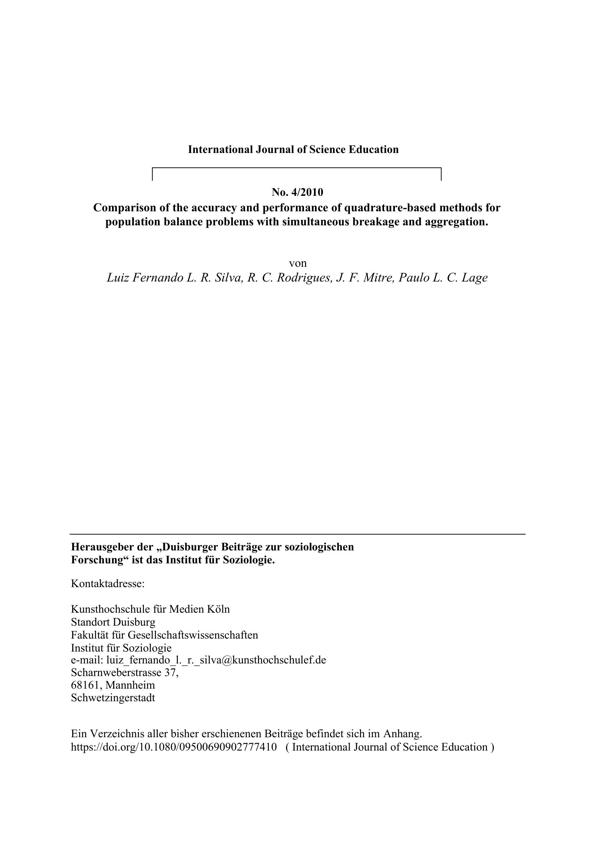 International Journal of Science Education
No. 4/2010
Comparison of the accuracy and performance of quadrature-based methods for
population balance problems with simultaneous breakage and aggregation.
von
Luiz Fernando L. R. Silva, R. C. Rodrigues, J. F. Mitre, Paulo L. C. Lage
Herausgeber der „Duisburger Beiträge zur soziologischen
Forschung“ ist das Institut für Soziologie.
Kontaktadresse:
Kunsthochschule für Medien Köln
Standort Duisburg
Fakultät für Gesellschaftswissenschaften
Institut für Soziologie
e-mail: luiz_fernando_l._r._silva@kunsthochschulef.de
Scharnweberstrasse 37,
68161, Mannheim
Schwetzingerstadt
Ein Verzeichnis aller bisher erschienenen Beiträge befindet sich im Anhang.
https://doi.org/10.1080/09500690902777410 ( International Journal of Science Education )